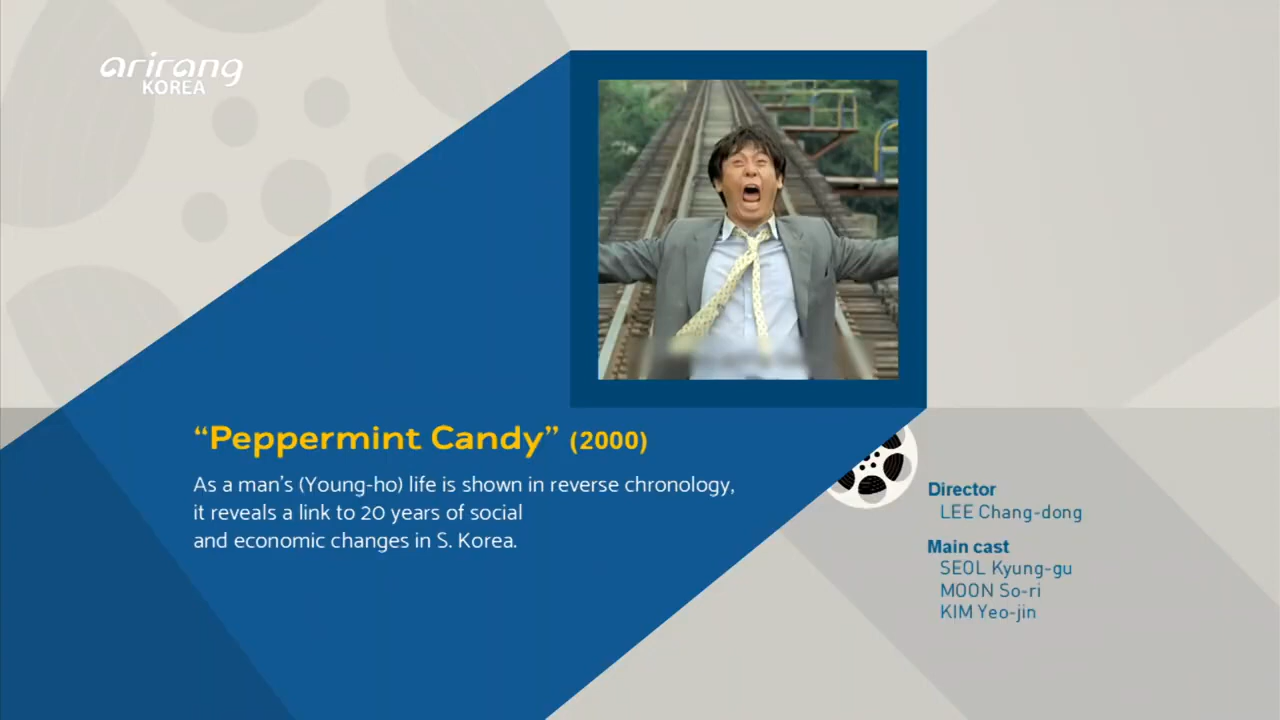 arirang
KOREA
“Peppermint Candy” (2000)
As a man's (Young-ho) life is shown in reverse chronology,
it reveals a link to 20 years of social
and economic changes in S. Korea.
Director
LEE Chang-dong
Main cast
SEOL Kyung-gu
MOON So-ri
KIM Yeo-jin